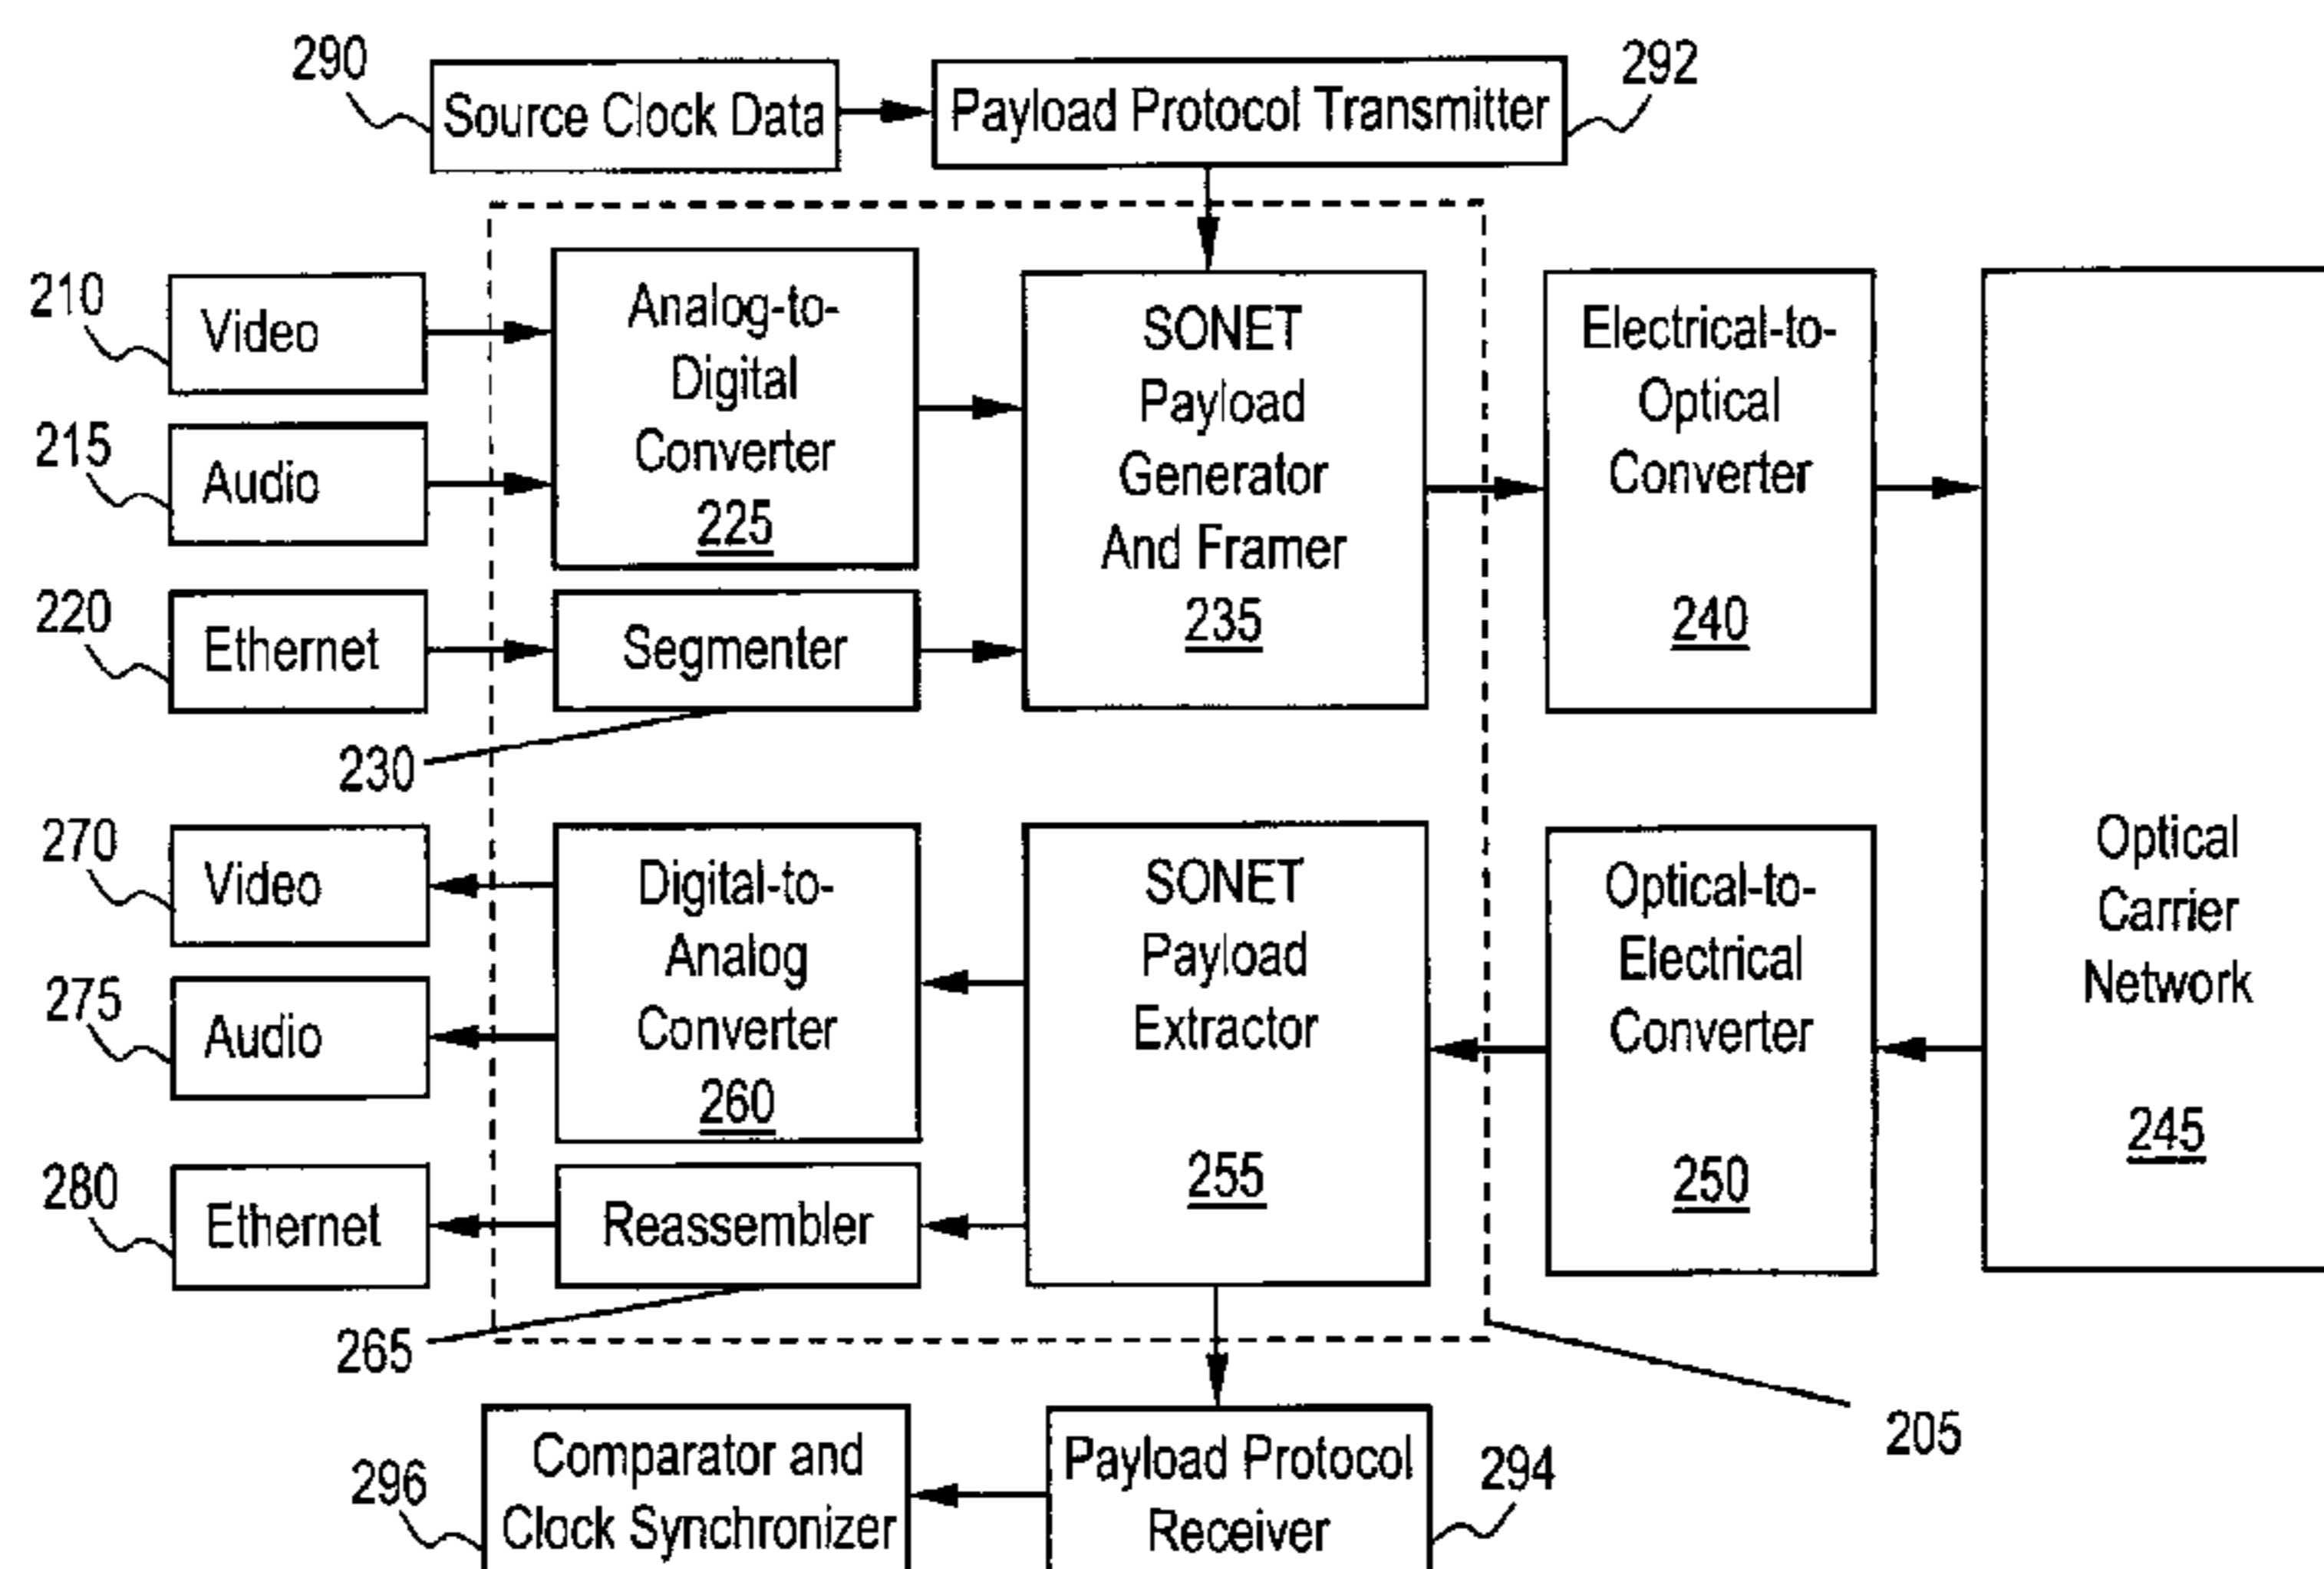 290
Source Clock Data
Payload Protocol Transmitter
292
210
Video
215
Audio
220
Ethernet
Analog-to-
Digital
Converter
225
Segmenter
230
SONET
Payload
Generator
And Framer
235
Electrical-to-
Optical
Converter
240
Optical
Carrier
Network
245
270
Video
275
Audio
280
Ethernet
Digital-to-
Analog
Converter
260
Reassembler
265
SONET
Payload
Extractor
255
Optical-to-
Electrical
Converter
250
205
296
Comparator and
Clock Synchronizer
Payload Protocol
Receiver
294